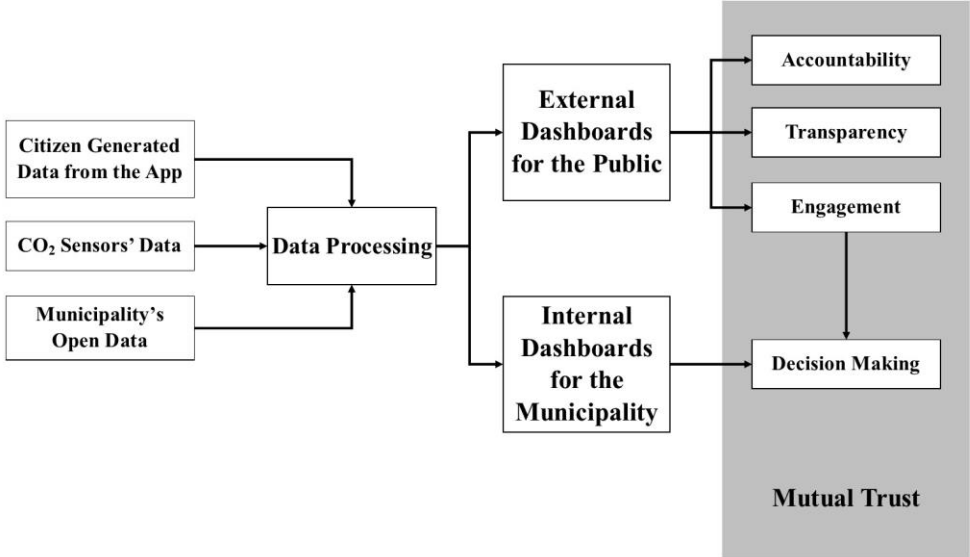 Citizen Generated
Data from the App
CO₂ Sensors’ Data
Municipality’s
Open Data
Data Processing
External
Dashboards
for the Public
Internal
Dashboards
for the
Municipality
Accountability
Transparency
Engagement
Decision Making
Mutual Trust